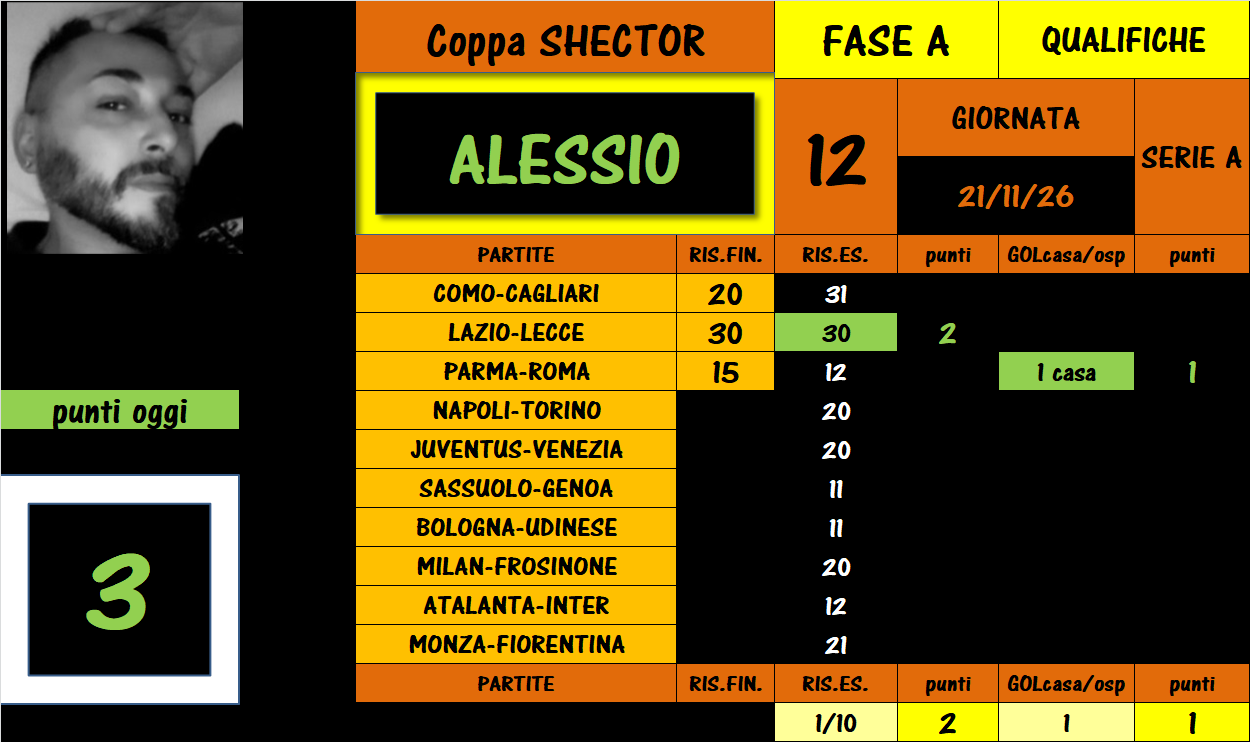 Coppa SHECTOR FASE A QUALIFICHE
ALESSIO 12 GIORNATA SERIE A
21/11/26
PARTITE RIS.FIN. RIS.ES. punti GOLcasa/osp punti
COMO-CAGLIARI 20 31
LAZIO-LECCE 30 30 2
PARMA-ROMA 15 12 1 casa 1
NAPOLI-TORINO 20
JUVENTUS-VENEZIA 20
SASSUOLO-GENOA 11
BOLOGNA-UDINESE 11
MILAN-FROSINONE 20
ATALANTA-INTER 12
MONZA-FIORENTINA 21
PARTITE RIS.FIN. RIS.ES. punti GOLcasa/osp punti
1/10 2 1 1
punti oggi
3